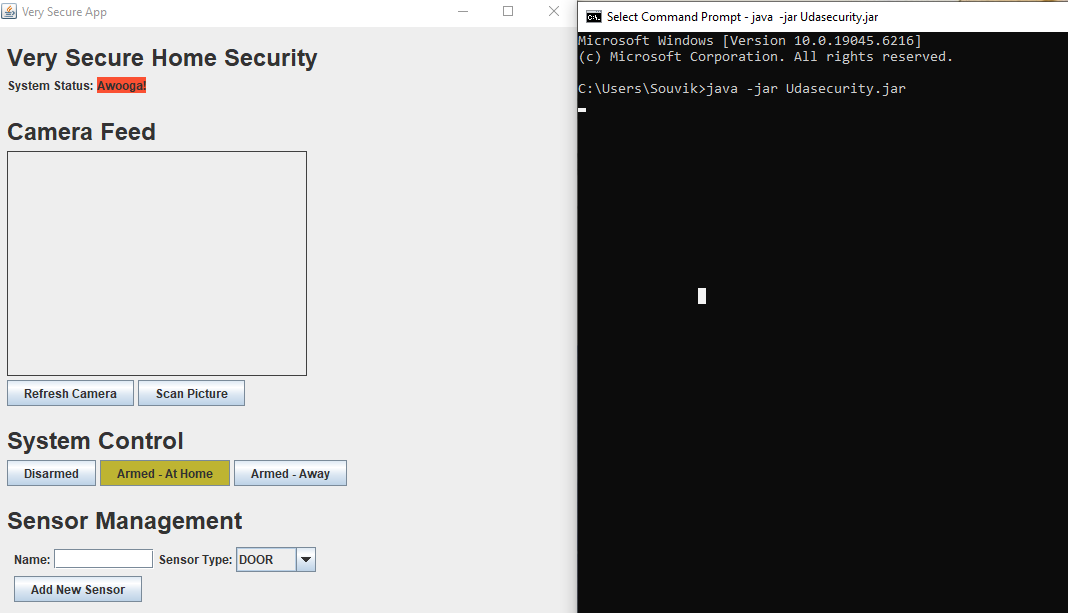 Very Secure App
Very Secure Home Security
System Status: Awooga!
Camera Feed
Refresh Camera Scan Picture
System Control
Disarmed Armed - At Home Armed - Away
Sensor Management
Name: Sensor Type: DOOR
Add New Sensor
C:\. Select Command Prompt - java -jar Udasecurity.jar
Microsoft Windows [Version 10.0.19045.6216]
(c) Microsoft Corporation. All rights reserved.
C:\Users\Souvik>java -jar Udasecurity.jar